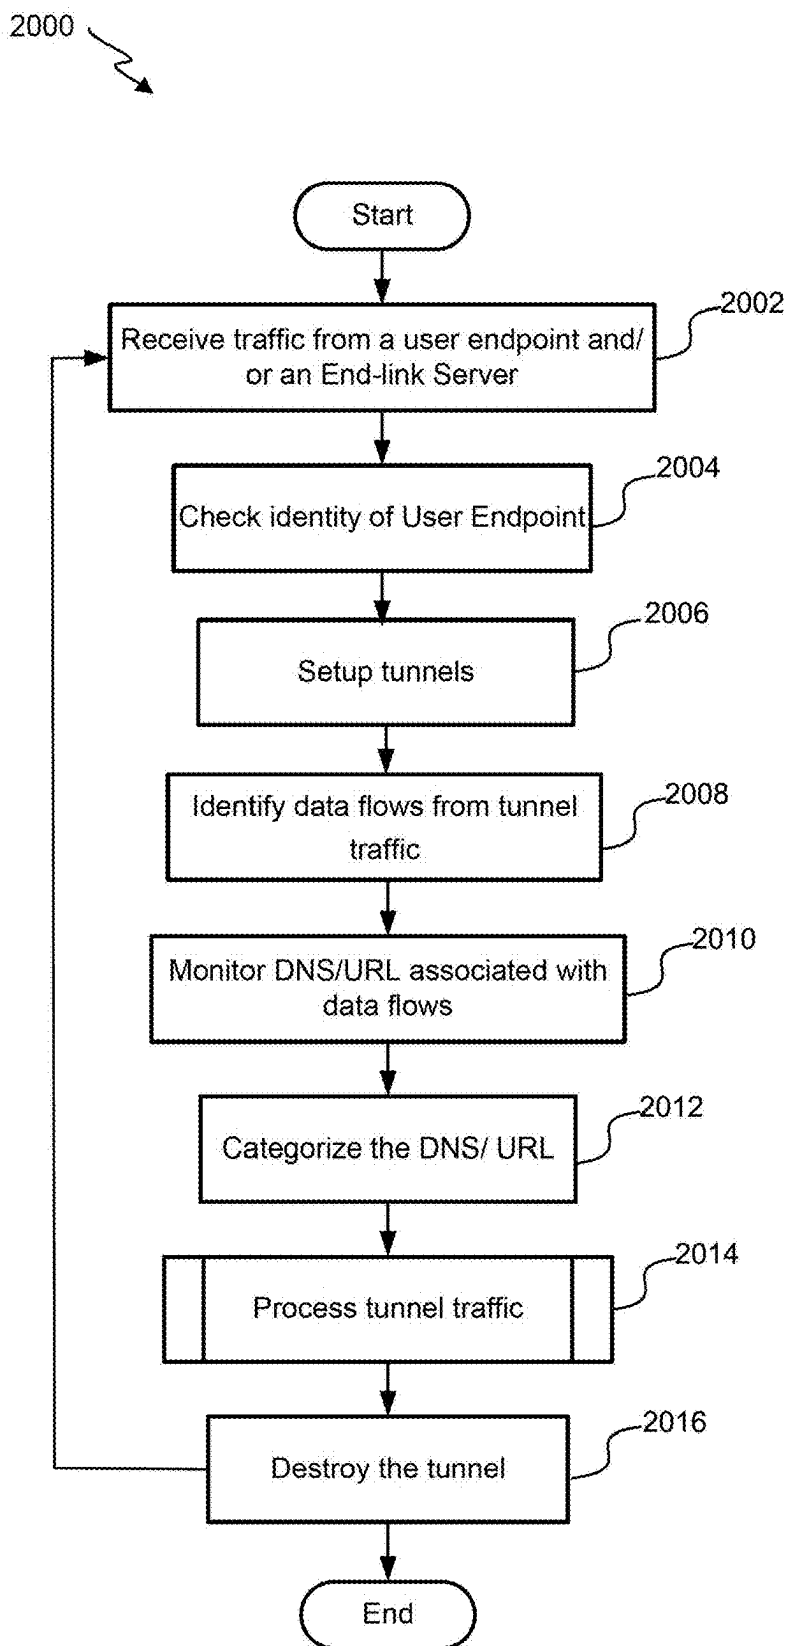 2000
Start
2002
Receive traffic from a user endpoint and/
or an End-link Server
2004
Check identity of User Endpoint
2006
Setup tunnels
2008
Identify data flows from tunnel
traffic
2010
Monitor DNS/URL associated with
data flows
2012
Categorize the DNS/ URL
2014
Process tunnel traffic
2016
Destroy the tunnel
End